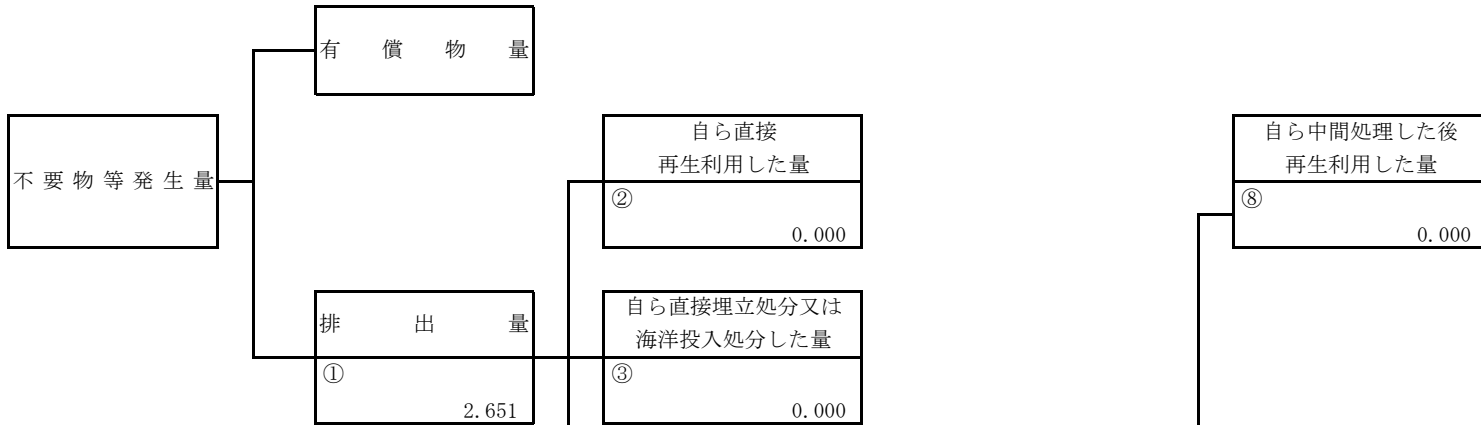 有償物量
自ら直接
再生利用した量
②
0.000
自ら中間処理した後
再生利用した量
⑧
0.000
不要物等発生量
排出量
①
2.651
自ら直接埋立処分又は
海洋投入処分した量
③
0.000